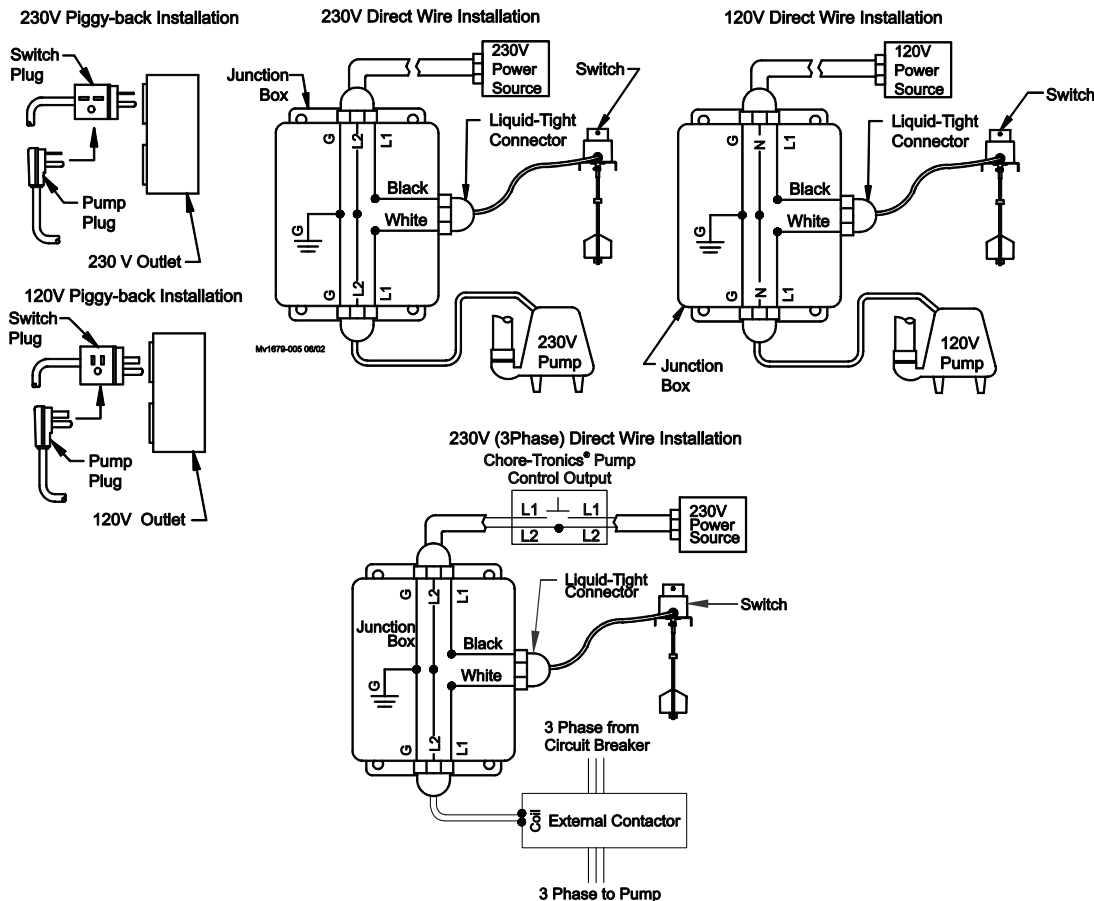 230V Piggy-back Installation
Switch
Plug
Pump
Plug
230 V Outlet
120V Piggy-back Installation
Switch
Plug
Pump
Plug
120V Outlet
230V Direct Wire Installation
Junction
Box
230V
Power
Source
Switch
Liquid-Tight
Connector
G
L2
L1
Black
White
G
G
L2
L1
Mv1679-005 06/02
230V
Pump
120V Direct Wire Installation
120V
Power
Source
Switch
Liquid-Tight
Connector
G
N
L1
Black
White
G
G
N
L1
Junction
Box
120V
Pump
230V (3Phase) Direct Wire Installation
Chore-Tronics® Pump
Control Output
L1 L1
L2 L2
230V
Power
Source
Liquid-Tight
Connector
Switch
G
L2
L1
Junction
Box
Black
White
G
G
L2
L1
3 Phase from
Circuit Breaker
Coil
External Contactor
3 Phase to Pump